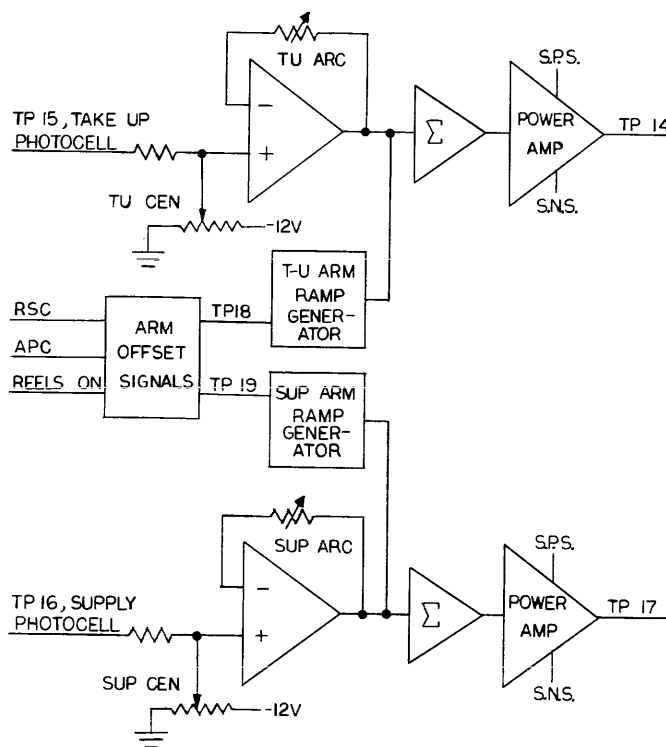 TU ARC
S.P.S.
TP 15, TAKE UP
PHOTOCELL
−
+
Σ
POWER
AMP
TP 14
TU CEN
-12V
S.N.S.
T-U ARM
RAMP
GENER-
ATOR
RSC
APC
REELS ON
ARM
OFFSET
SIGNALS
TP18
TP 19
SUP ARM
RAMP
GENER-
ATOR
SUP ARC
S.P.S.
TP 16, SUPPLY
PHOTOCELL
−
+
Σ
POWER
AMP
TP 17
SUP CEN
-12V
S.N.S.